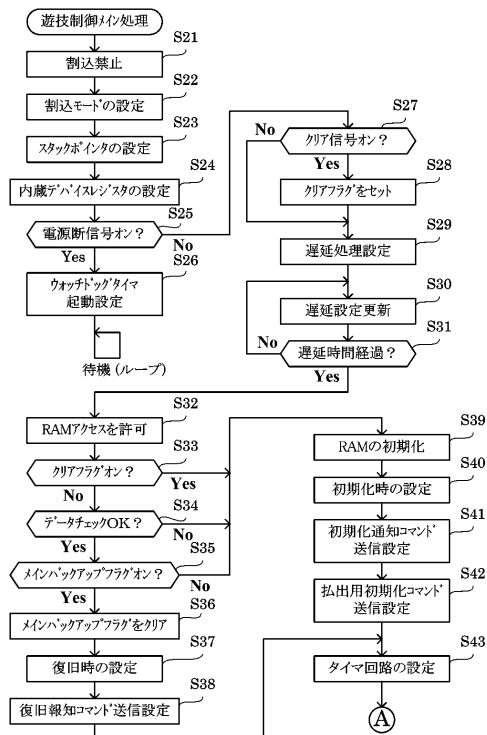 遊技制御メイン処理
S21
割込禁止
S22
割込モードの設定
S23
スタックポインタの設定
S24
内蔵デバイスレジスタの設定
S25
電源断信号オン?
No
Yes
S26
ウォッチドッグタイマ
起動設定
待機(ループ)
S27
クリア信号オン?
No
Yes
S28
クリアフラグをセット
S29
遅延処理設定
S30
遅延設定更新
S31
遅延時間経過?
No
Yes
S32
RAMアクセスを許可
S33
クリアフラグオン?
Yes
No
S34
データチェックOK?
No
Yes
S35
メインバックアップフラグオン?
No
Yes
S36
メインバックアップフラグをクリア
S37
復旧時の設定
S38
復旧報知コマンド送信設定
S39
RAMの初期化
S40
初期化時の設定
S41
初期化通知コマンド
送信設定
S42
払出用初期化コマンド
送信設定
S43
タイマ回路の設定
A